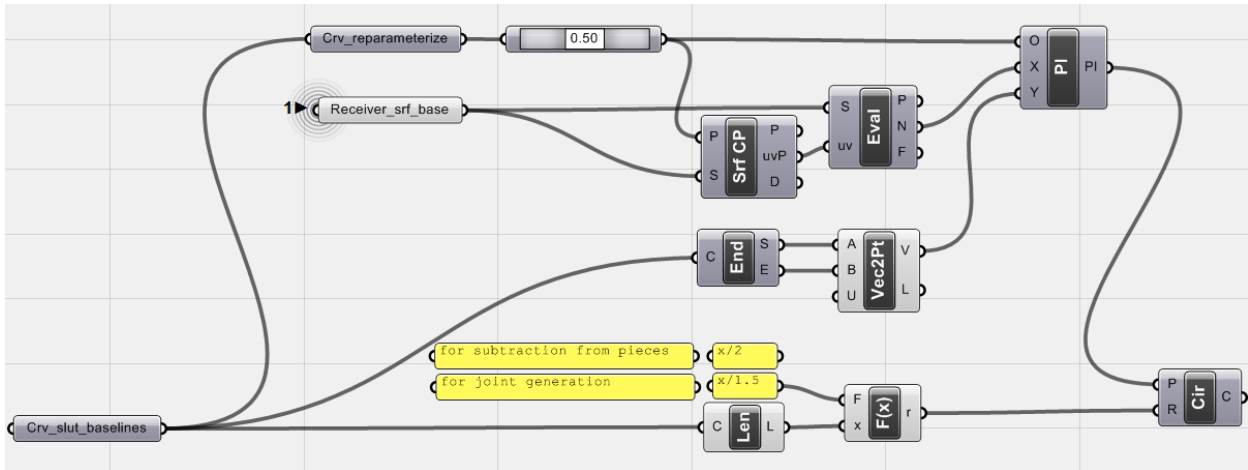 Crv_reparameterize
0.50
O
X
Y
Pl
Pl
1
Receiver_srf_base
S
uv
Eval
P
N
F
P
S
Srf CP
P
uvP
D
C
End
S
E
A
B
U
Vec2Pt
V
L
for subtraction from pieces
x/2
for joint generation
x/1.5
Crv_slut_baselines
C
Len
L
F
x
F(x)
r
P
R
Cir
C